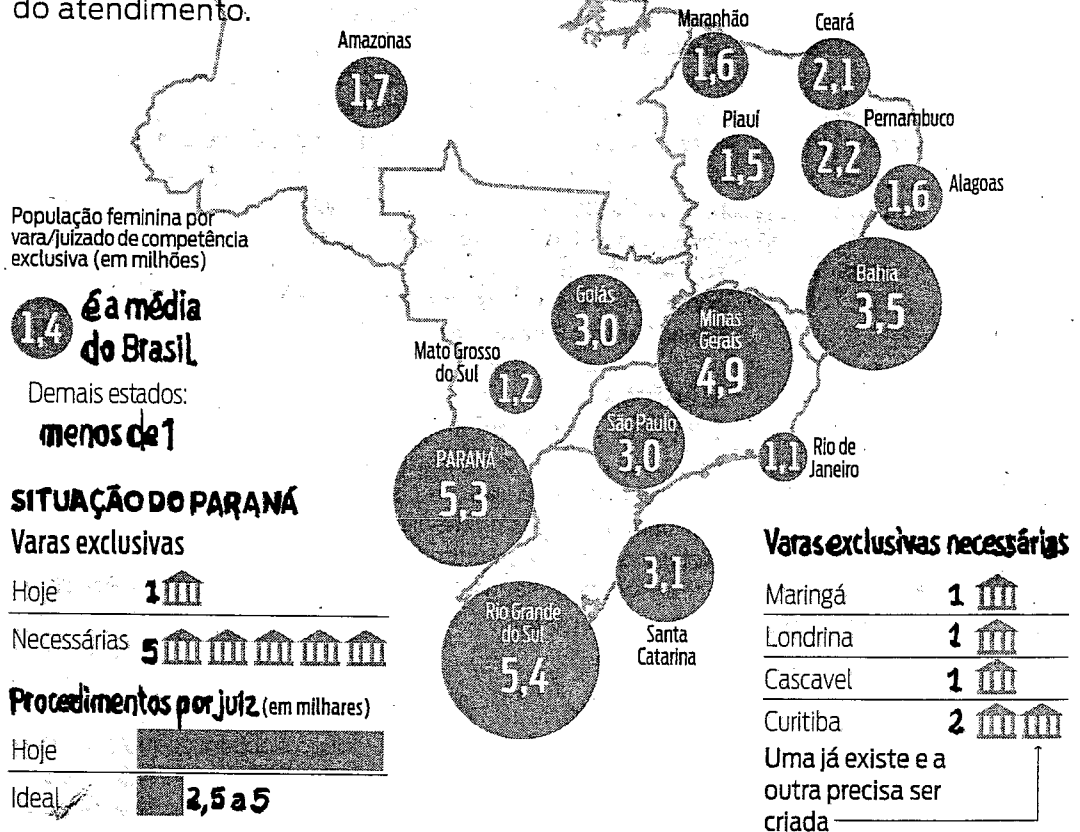 do atendimento.
Amazonas
1,7
Maranhão
1,6
Ceará
2,1
Piauí
1,5
Pernambuco
2,2
1,6
Alagoas
População feminina por
vara/juizado de competência
exclusiva (em milhões)
1,4
é a média
do Brasil
Demais estados:
menos de 1
Bahia
3,5
Goiás
3,0
Minas
Gerais
4,9
Mato Grosso
do Sul
1,2
São Paulo
3,0
1,1
Rio de
Janeiro
PARANÁ
5,3
3,1
Santa
Catarina
Rio Grande
do Sul
5,4
SITUAÇÃO DO PARANÁ
Varas exclusivas
Hoje 1
Necessárias 5
Procedimentos por juiz (em milhares)
Hoje
Ideal 2,5 a 5
Varas exclusivas necessárias
Maringá 1
Londrina 1
Cascavel 1
Curitiba 2
Uma já existe e a
outra precisa ser
criada